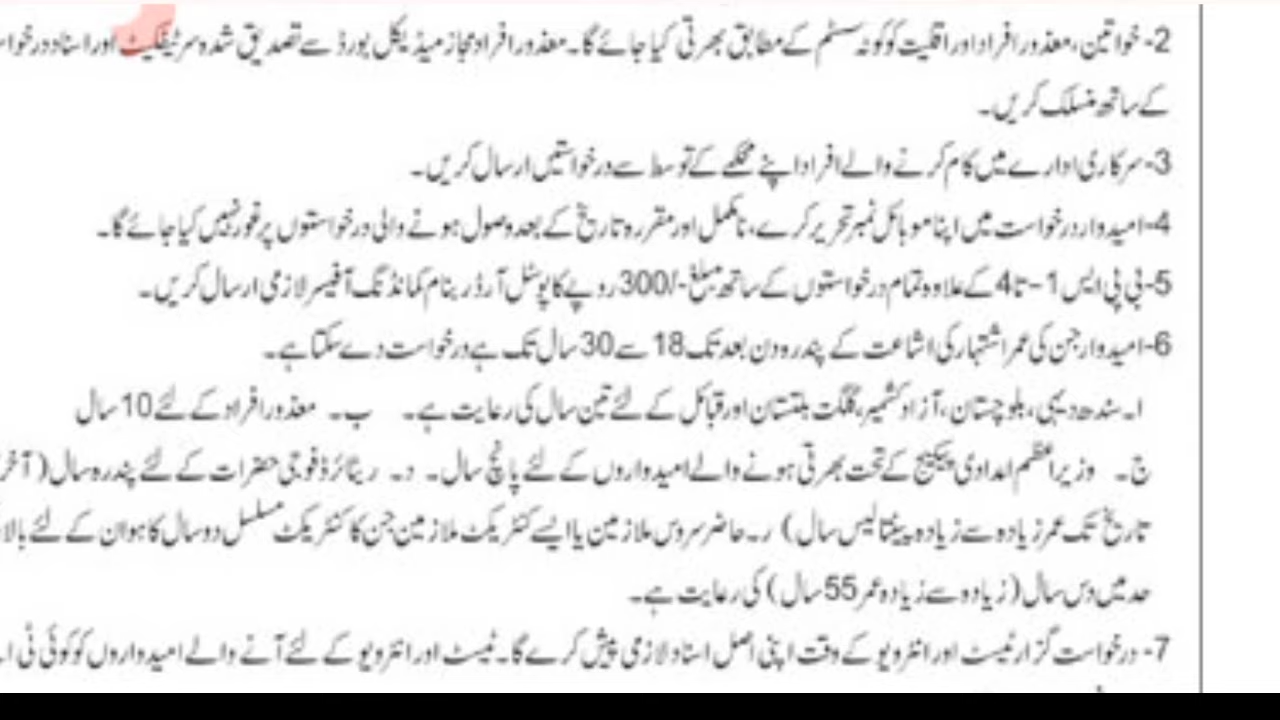 2- خواتین، معذور افراد اور اقلیت کو کوٹہ سسٹم کے مطابق بھرتی کیا جائے گا۔ معذور افراد مجاز میڈیکل بورڈ سے تصدیق شدہ سرٹیفکیٹ اور اسناد درخوا
کے ساتھ منسلک کریں۔
3- سرکاری ادارے میں کام کرنے والے افراد اپنے محکمے کے توسط سے درخواستیں ارسال کریں۔
4- امیدوار درخواست میں اپنا موبائل نمبر تحریر کرے، نامکمل اور مقررہ تاریخ کے بعد وصول ہونے والی درخواستوں پر غور نہیں کیا جائے گا۔
5- بی پی ایس 1- تا 4 کے علاوہ تمام درخواستوں کے ساتھ مبلغ -/300 روپے کا پوسٹل آرڈر بنام کمانڈنگ آفیسر لازمی ارسال کریں۔
6- امیدوار جن کی عمر اشتہار کی اشاعت کے پندرہ دن بعد تک 18 سے 30 سال تک ہے درخواست دے سکتا ہے۔
ا۔ سندھ دیہی، بلوچستان، آزاد کشمیر، گلگت بلتستان اور قبائل کے لئے تین سال کی رعایت ہے۔ ب۔ معذور افراد کے لئے 10 سال
ج۔ وزیراعظم امدادی پیکیج کے تحت بھرتی ہونے والے امیدواروں کے لئے پانچ سال۔ د۔ ریٹائرڈ فوجی حضرات کے لئے پندرہ سال (آخر
تاریخ تک عمر زیادہ سے زیادہ پینتالیس سال) ر۔ حاضر سروس ملازمین یا ایسے کنٹریکٹ ملازمین جن کا کنٹریکٹ مسلسل دو سال کا ہو ان کے لئے بالا
حد میں دس سال (زیادہ سے زیادہ عمر 55 سال) کی رعایت ہے۔
7- درخواست گزار ٹیسٹ اور انٹرویو کے وقت اپنی اصل اسناد لازمی پیش کرے گا۔ ٹیسٹ اور انٹرویو کے لئے آنے والے امیدواروں کو کوئی ٹی ا